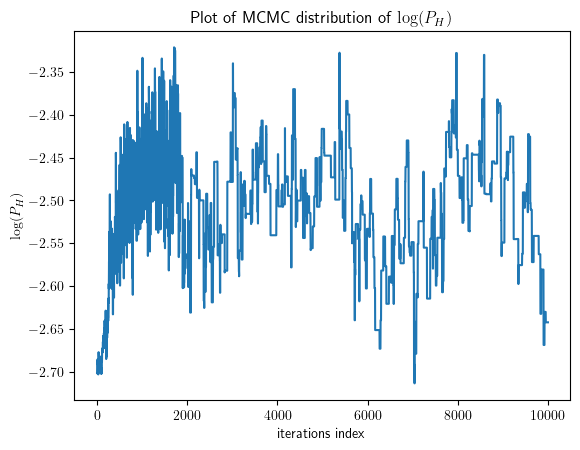 Plot of MCMC distribution of log(P_H)
log(P_H)
−2.35
−2.40
−2.45
−2.50
−2.55
−2.60
−2.65
−2.70
0 2000 4000 6000 8000 10000
iterations index